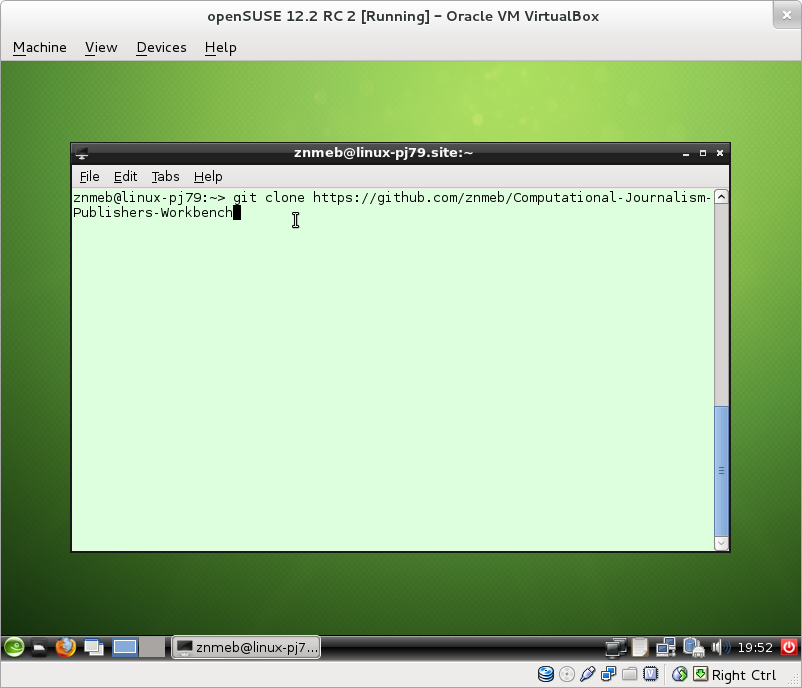 openSUSE 12.2 RC 2 [Running] - Oracle VM VirtualBox
Machine View Devices Help
znmeb@linux-pj79.site:~
File Edit Tabs Help
znmeb@linux-pj79:~> git clone https://github.com/znmeb/Computational-Journalism-
Publishers-Workbench
znmeb@linux-pj7...
19:52
Right Ctrl